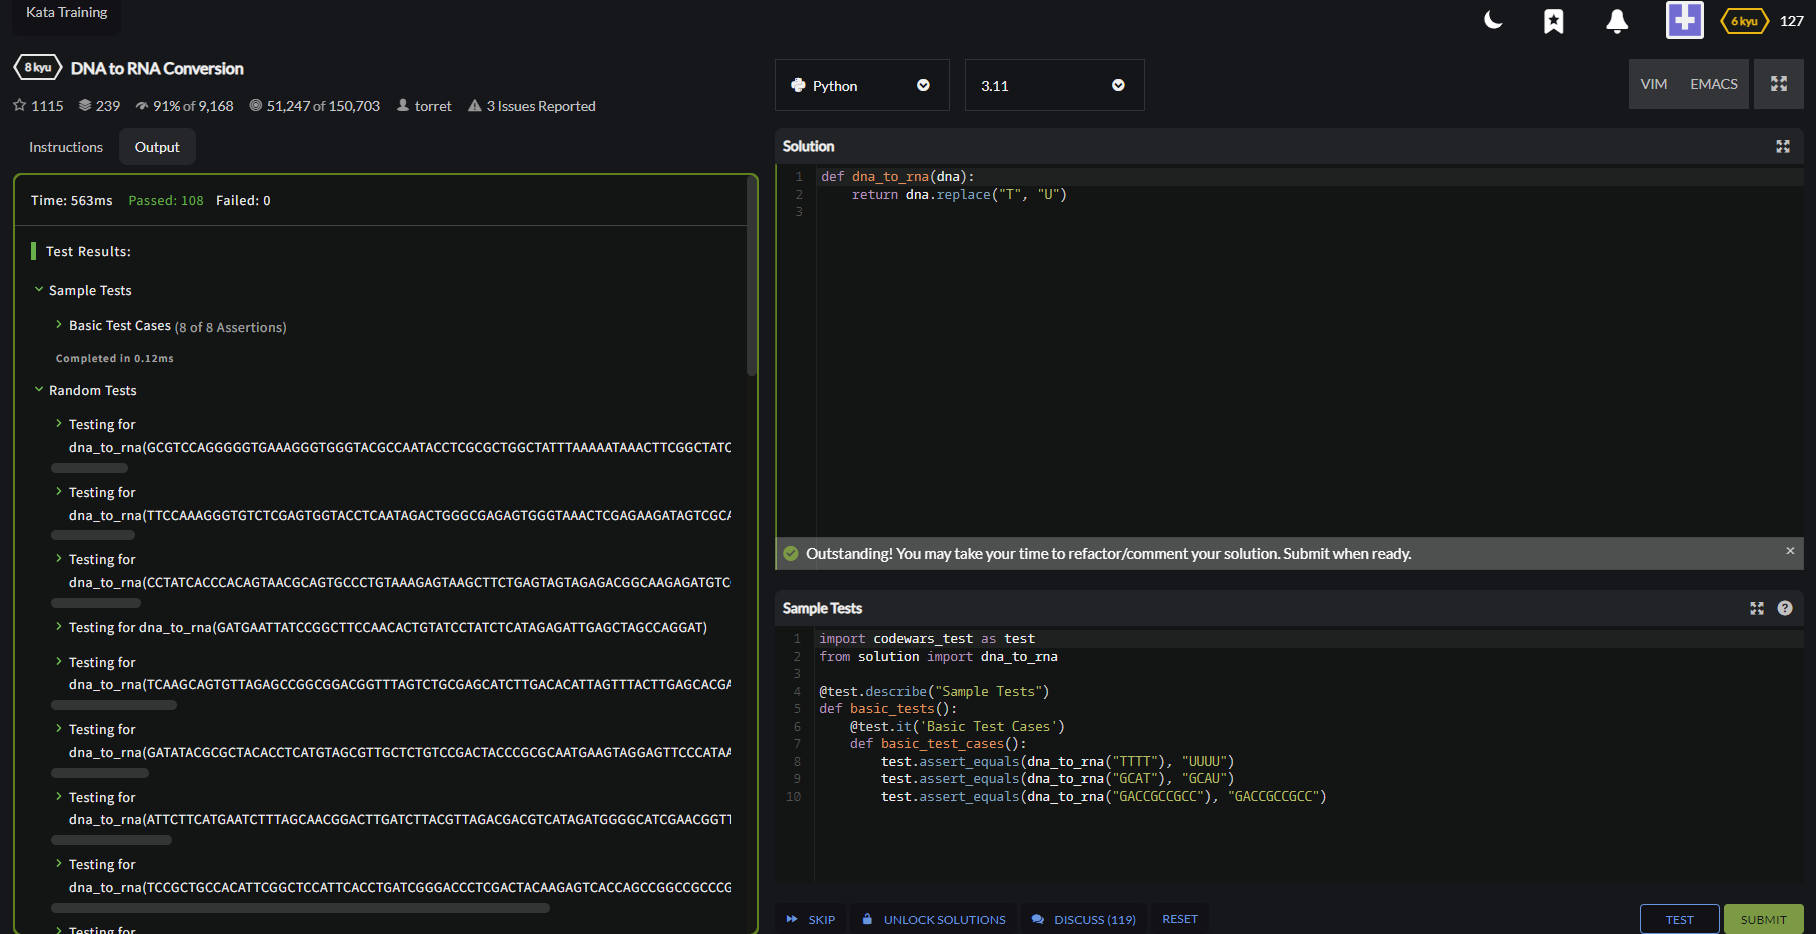 Kata Training
6 kyu 127
8 kyu DNA to RNA Conversion
1115 239 91% of 9,168 51,247 of 150,703 torret 3 Issues Reported
Instructions Output
Time: 563ms Passed: 108 Failed: 0
Test Results:
Sample Tests
Basic Test Cases (8 of 8 Assertions)
Completed in 0.12ms
Random Tests
Testing for
dna_to_rna(GCGTCCAGGGGGTGAAAGGGTGGGTACGCCAATACCTCGCGCTGGCTATTTAAAAATAAACTTCGGCTATC
Testing for
dna_to_rna(TTCCAAAGGGTGTCTCGAGTGGTACCTCAATAGACTGGGCGAGAGTGGGTAAACTCGAGAAGATAGTCGCA
Testing for
dna_to_rna(CCTATCACCCACAGTAACGCAGTGCCCTGTAAAGAGTAAGCTTCTGAGTAGTAGAGACGGCAAGAGATGTC
Testing for dna_to_rna(GATGAATTATCCGGCTTCCAACACTGTATCCTATCTCATAGAGATTGAGCTAGCCAGGAT)
Testing for
dna_to_rna(TCAAGCAGTGTTAGAGCCGGCGGACGGTTTAGTCTGCGAGCATCTTGACACATTAGTTTACTTGAGCACGA
Testing for
dna_to_rna(GATATACGCGCTACACCTCATGTAGCGTTGCTCTGTCCGACTACCCGCGCAATGAAGTAGGAGTTCCCATAA
Testing for
dna_to_rna(ATTCTTCATGAATCTTTAGCAACGGACTTGATCTTACGTTAGACGACGTCATAGATGGGGCATCGAACGGTT
Testing for
dna_to_rna(TCCGCTGCCACATTCGGCTCCATTCACCTGATCGGGACCCTCGACTACAAGAGTCACCAGCCGGCCGCCCG
Testing for
Python 3.11 VIM EMACS
Solution
1 def dna_to_rna(dna):
2 return dna.replace("T", "U")
3
Outstanding! You may take your time to refactor/comment your solution. Submit when ready. ×
Sample Tests ?
1 import codewars_test as test
2 from solution import dna_to_rna
3
4 @test.describe("Sample Tests")
5 def basic_tests():
6 @test.it('Basic Test Cases')
7 def basic_test_cases():
8 test.assert_equals(dna_to_rna("TTTT"), "UUUU")
9 test.assert_equals(dna_to_rna("GCAT"), "GCAU")
10 test.assert_equals(dna_to_rna("GACCGCCGCC"), "GACCGCCGCC")
SKIP UNLOCK SOLUTIONS DISCUSS (119) RESET TEST SUBMIT